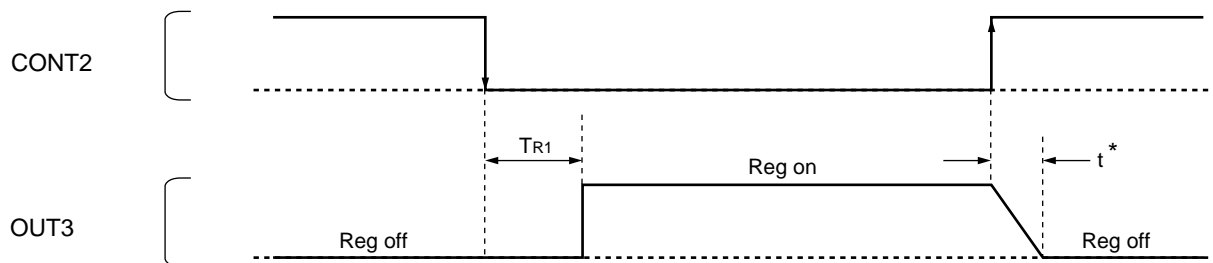 CONT2
TR1
t*
Reg on
OUT3
Reg off
Reg off